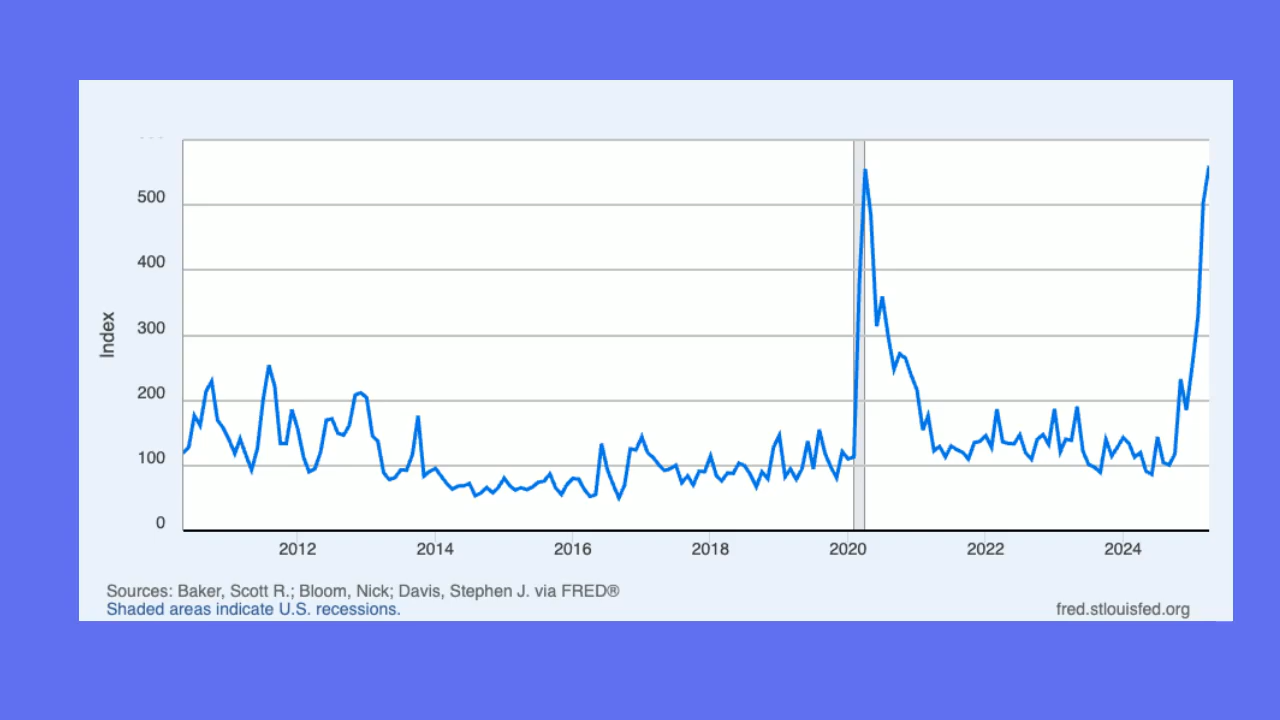 500
400
300
200
100
0
Index
2012 2014 2016 2018 2020 2022 2024
Sources: Baker, Scott R.; Bloom, Nick; Davis, Stephen J. via FRED®
Shaded areas indicate U.S. recessions.
fred.stlouisfed.org